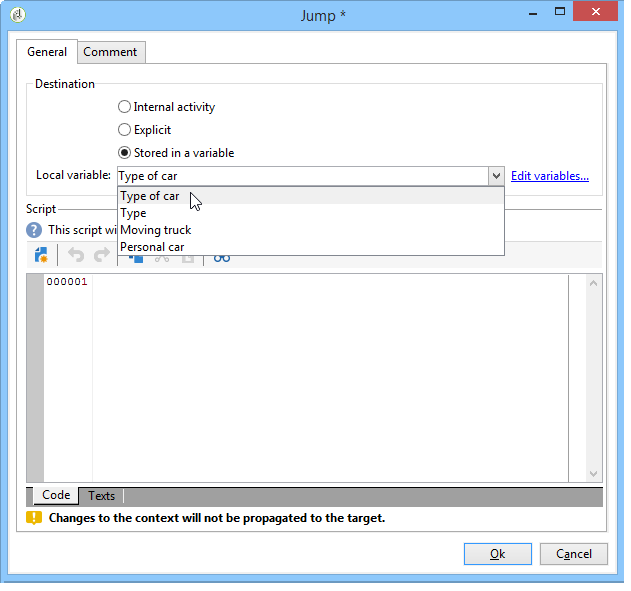 Jump *
General Comment
Destination
Internal activity
Explicit
Stored in a variable
Local variable: Type of car Edit variables...
Type of car
Type
Moving truck
Personal car
Script
This script wi
000001
Code Texts
Changes to the context will not be propagated to the target.
Ok Cancel